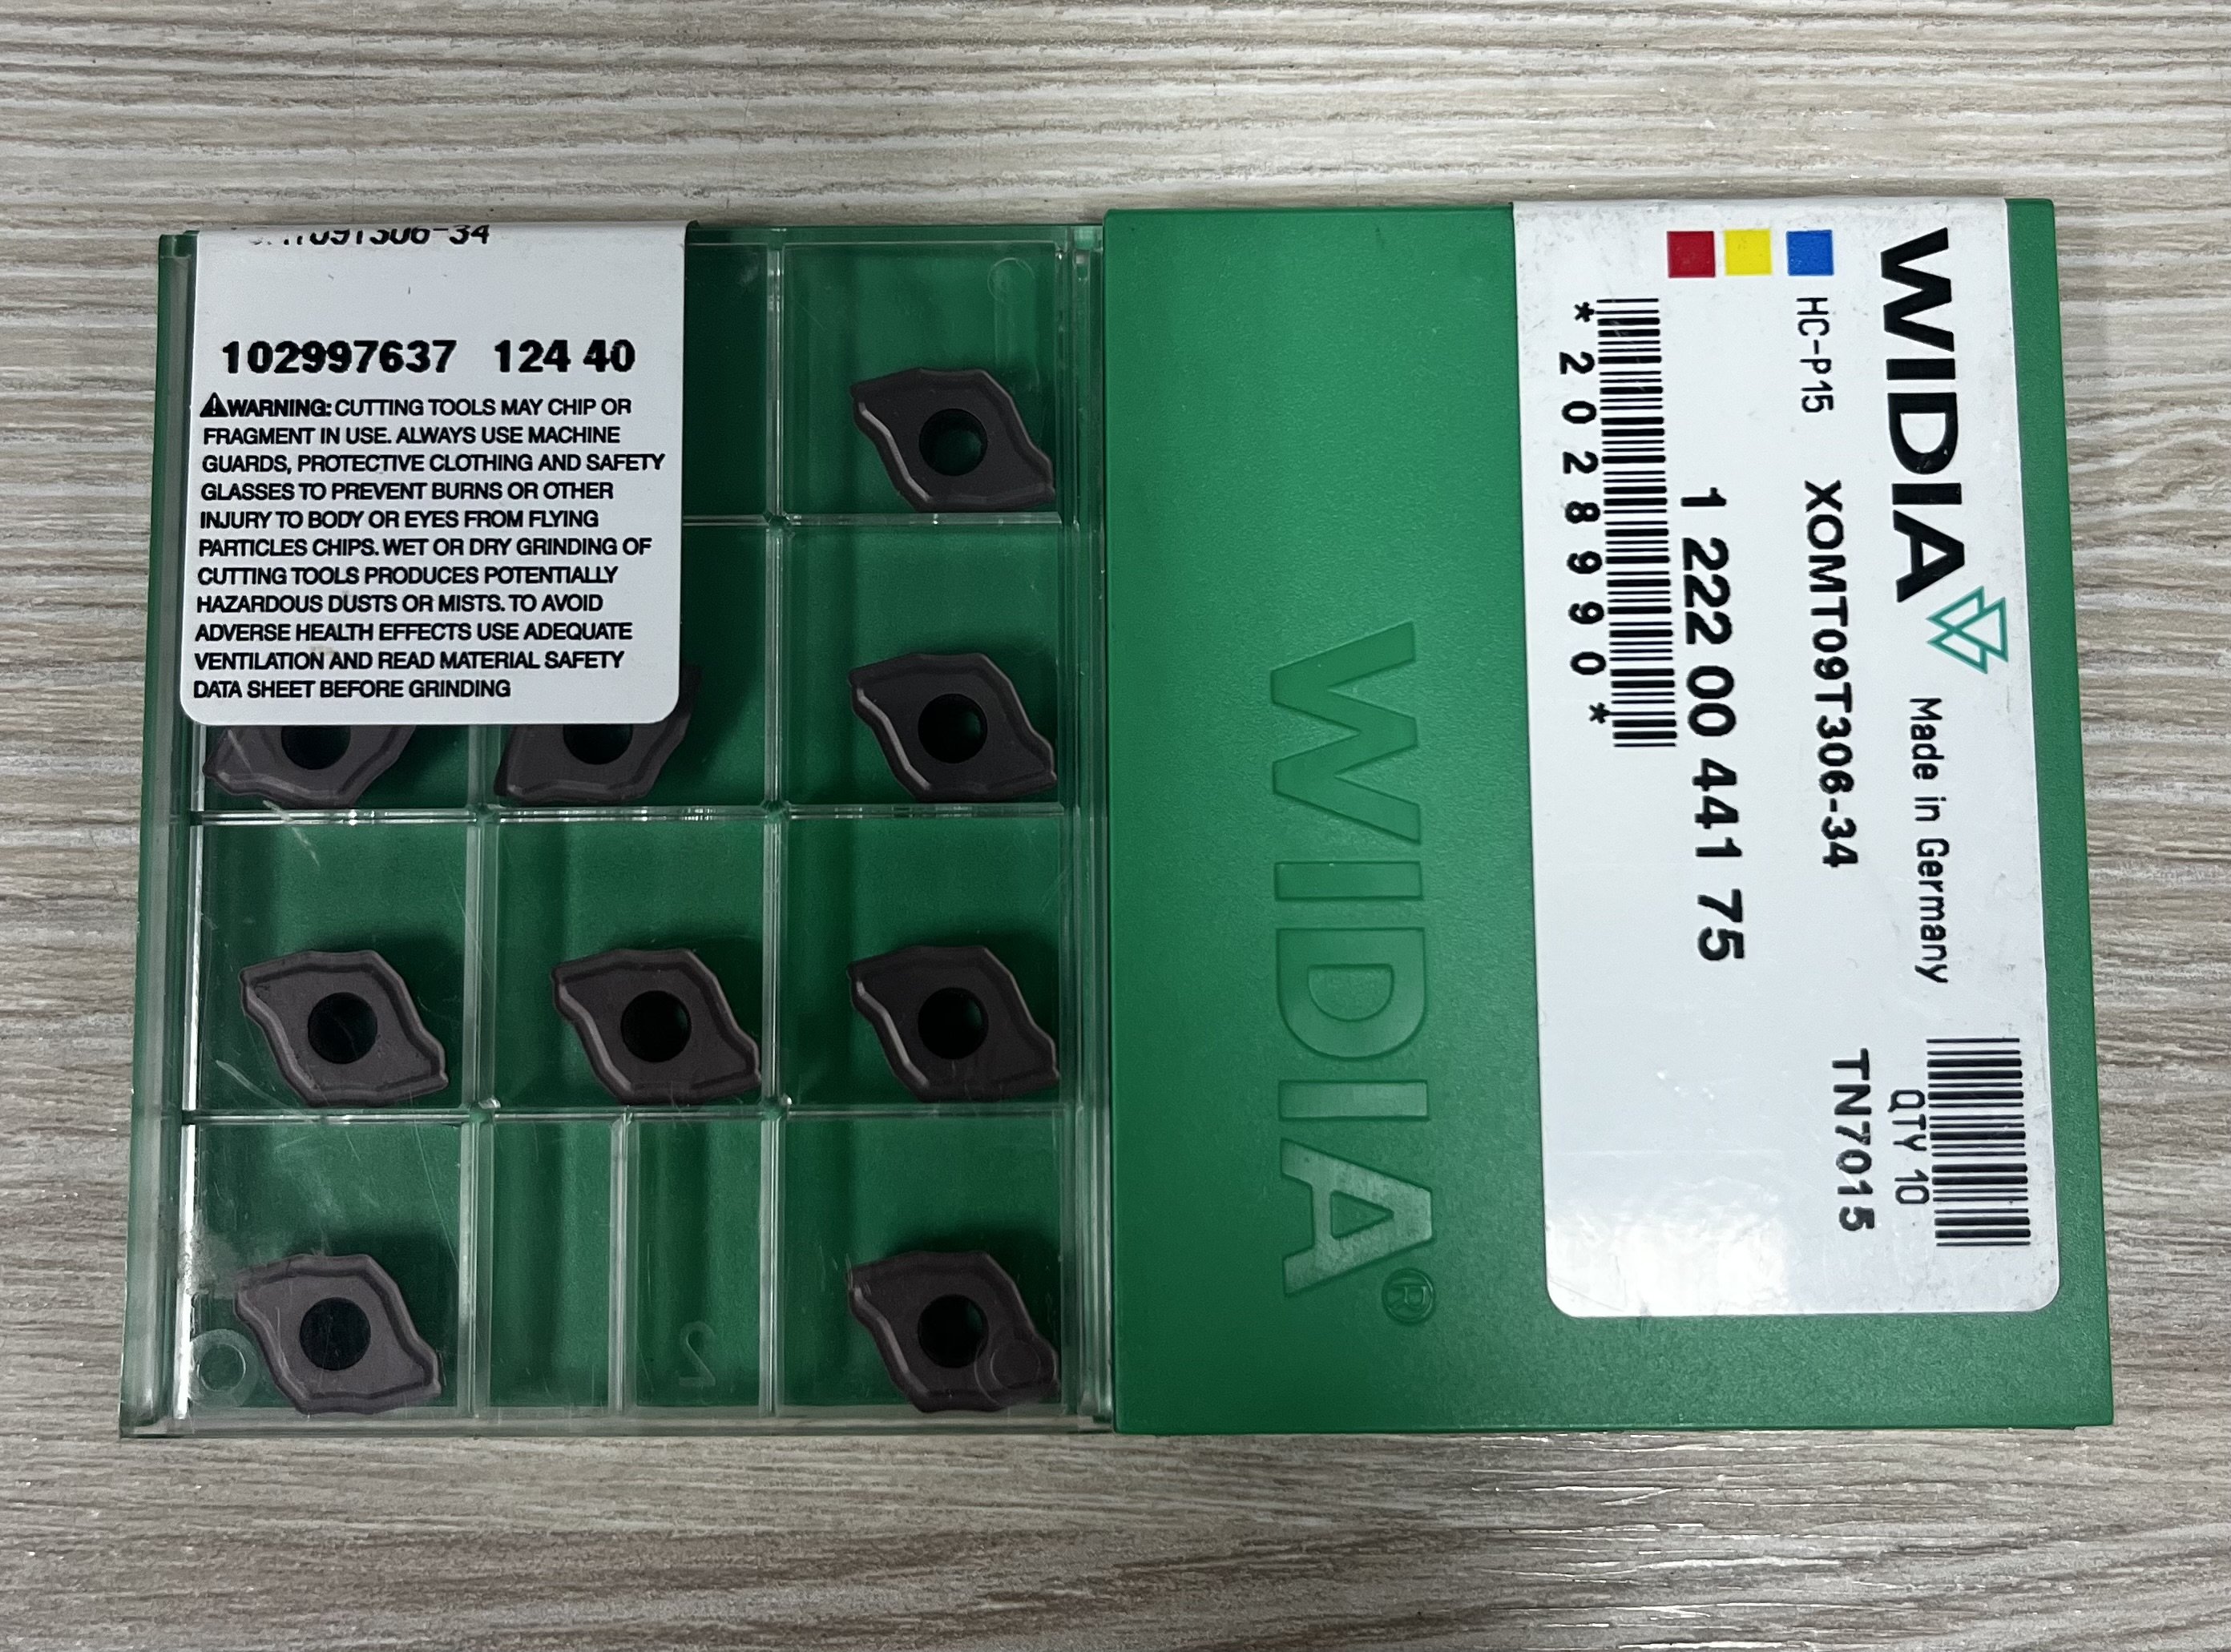 XOMT09T306-34
102997637 124 40
⚠WARNING: CUTTING TOOLS MAY CHIP OR
FRAGMENT IN USE. ALWAYS USE MACHINE
GUARDS, PROTECTIVE CLOTHING AND SAFETY
GLASSES TO PREVENT BURNS OR OTHER
INJURY TO BODY OR EYES FROM FLYING
PARTICLES CHIPS. WET OR DRY GRINDING OF
CUTTING TOOLS PRODUCES POTENTIALLY
HAZARDOUS DUSTS OR MISTS. TO AVOID
ADVERSE HEALTH EFFECTS USE ADEQUATE
VENTILATION AND READ MATERIAL SAFETY
DATA SHEET BEFORE GRINDING
2
WIDIA®
WIDIA Made in Germany
QTY 10
HC-P15 XOMT09T306-34 TN7015
1 222 00 441 75
*2028990*